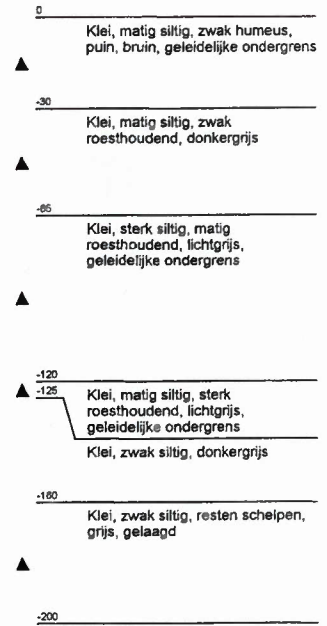 0
Klei, matig siltig, zwak humeus,
puin, bruin, geleidelijke ondergrens
-30
Klei, matig siltig, zwak
roesthoudend, donkergrijs
-65
Klei, sterk siltig, matig
roesthoudend, lichtgrijs,
geleidelijke ondergrens
-120
-125
Klei, matig siltig, sterk
roesthoudend, lichtgrijs,
geleidelijke ondergrens
Klei, zwak siltig, donkergrijs
-160
Klei, zwak siltig, resten schelpen,
grijs, gelaagd
-200